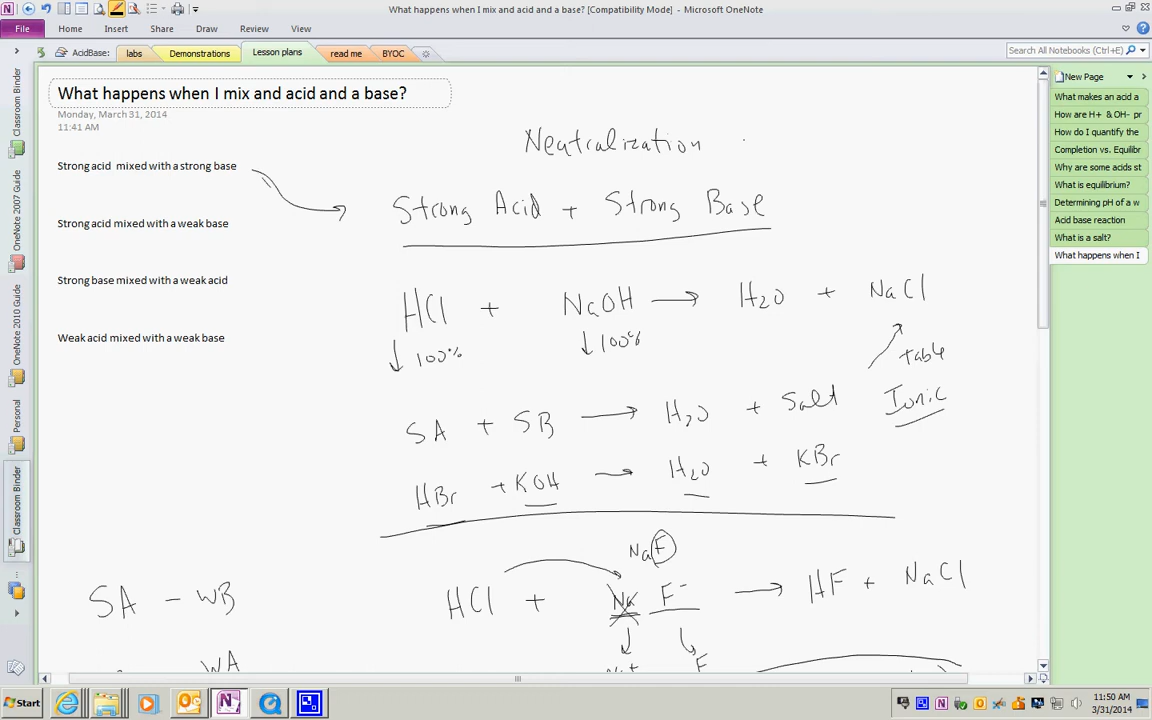 What happens when I mix and acid and a base? [Compatibility Mode] - Microsoft OneNote
File Home Insert Share Draw Review View
AcidBase: labs Demonstrations Lesson plans read me BYOC
Search All Notebooks (Ctrl+E)
New Page
What makes an acid a
How are H+ & OH- pr
How do I quantify the
Completion vs. Equilibr
Why are some acids st
What is equilibrium?
Determining pH of a w
Acid base reaction
What is a salt?
What happens when I
Classroom Binder
OneNote 2007 Guide
OneNote 2010 Guide
Personal
Classroom Binder
What happens when I mix and acid and a base?
Monday, March 31, 2014
11:41 AM
Strong acid mixed with a strong base
Strong acid mixed with a weak base
Strong base mixed with a weak acid
Weak acid mixed with a weak base
Neutralization
Strong Acid + Strong Base
HCl + NaOH → H2O + NaCl
↓ 100% ↓ 100%
table
Ionic
SA + SB → H2O + Salt
HBr + KOH → H2O + KBr
NaF
SA - WB HCl + Na F⁻ → HF + NaCl
WA Na+ F
Start
11:50 AM
3/31/2014